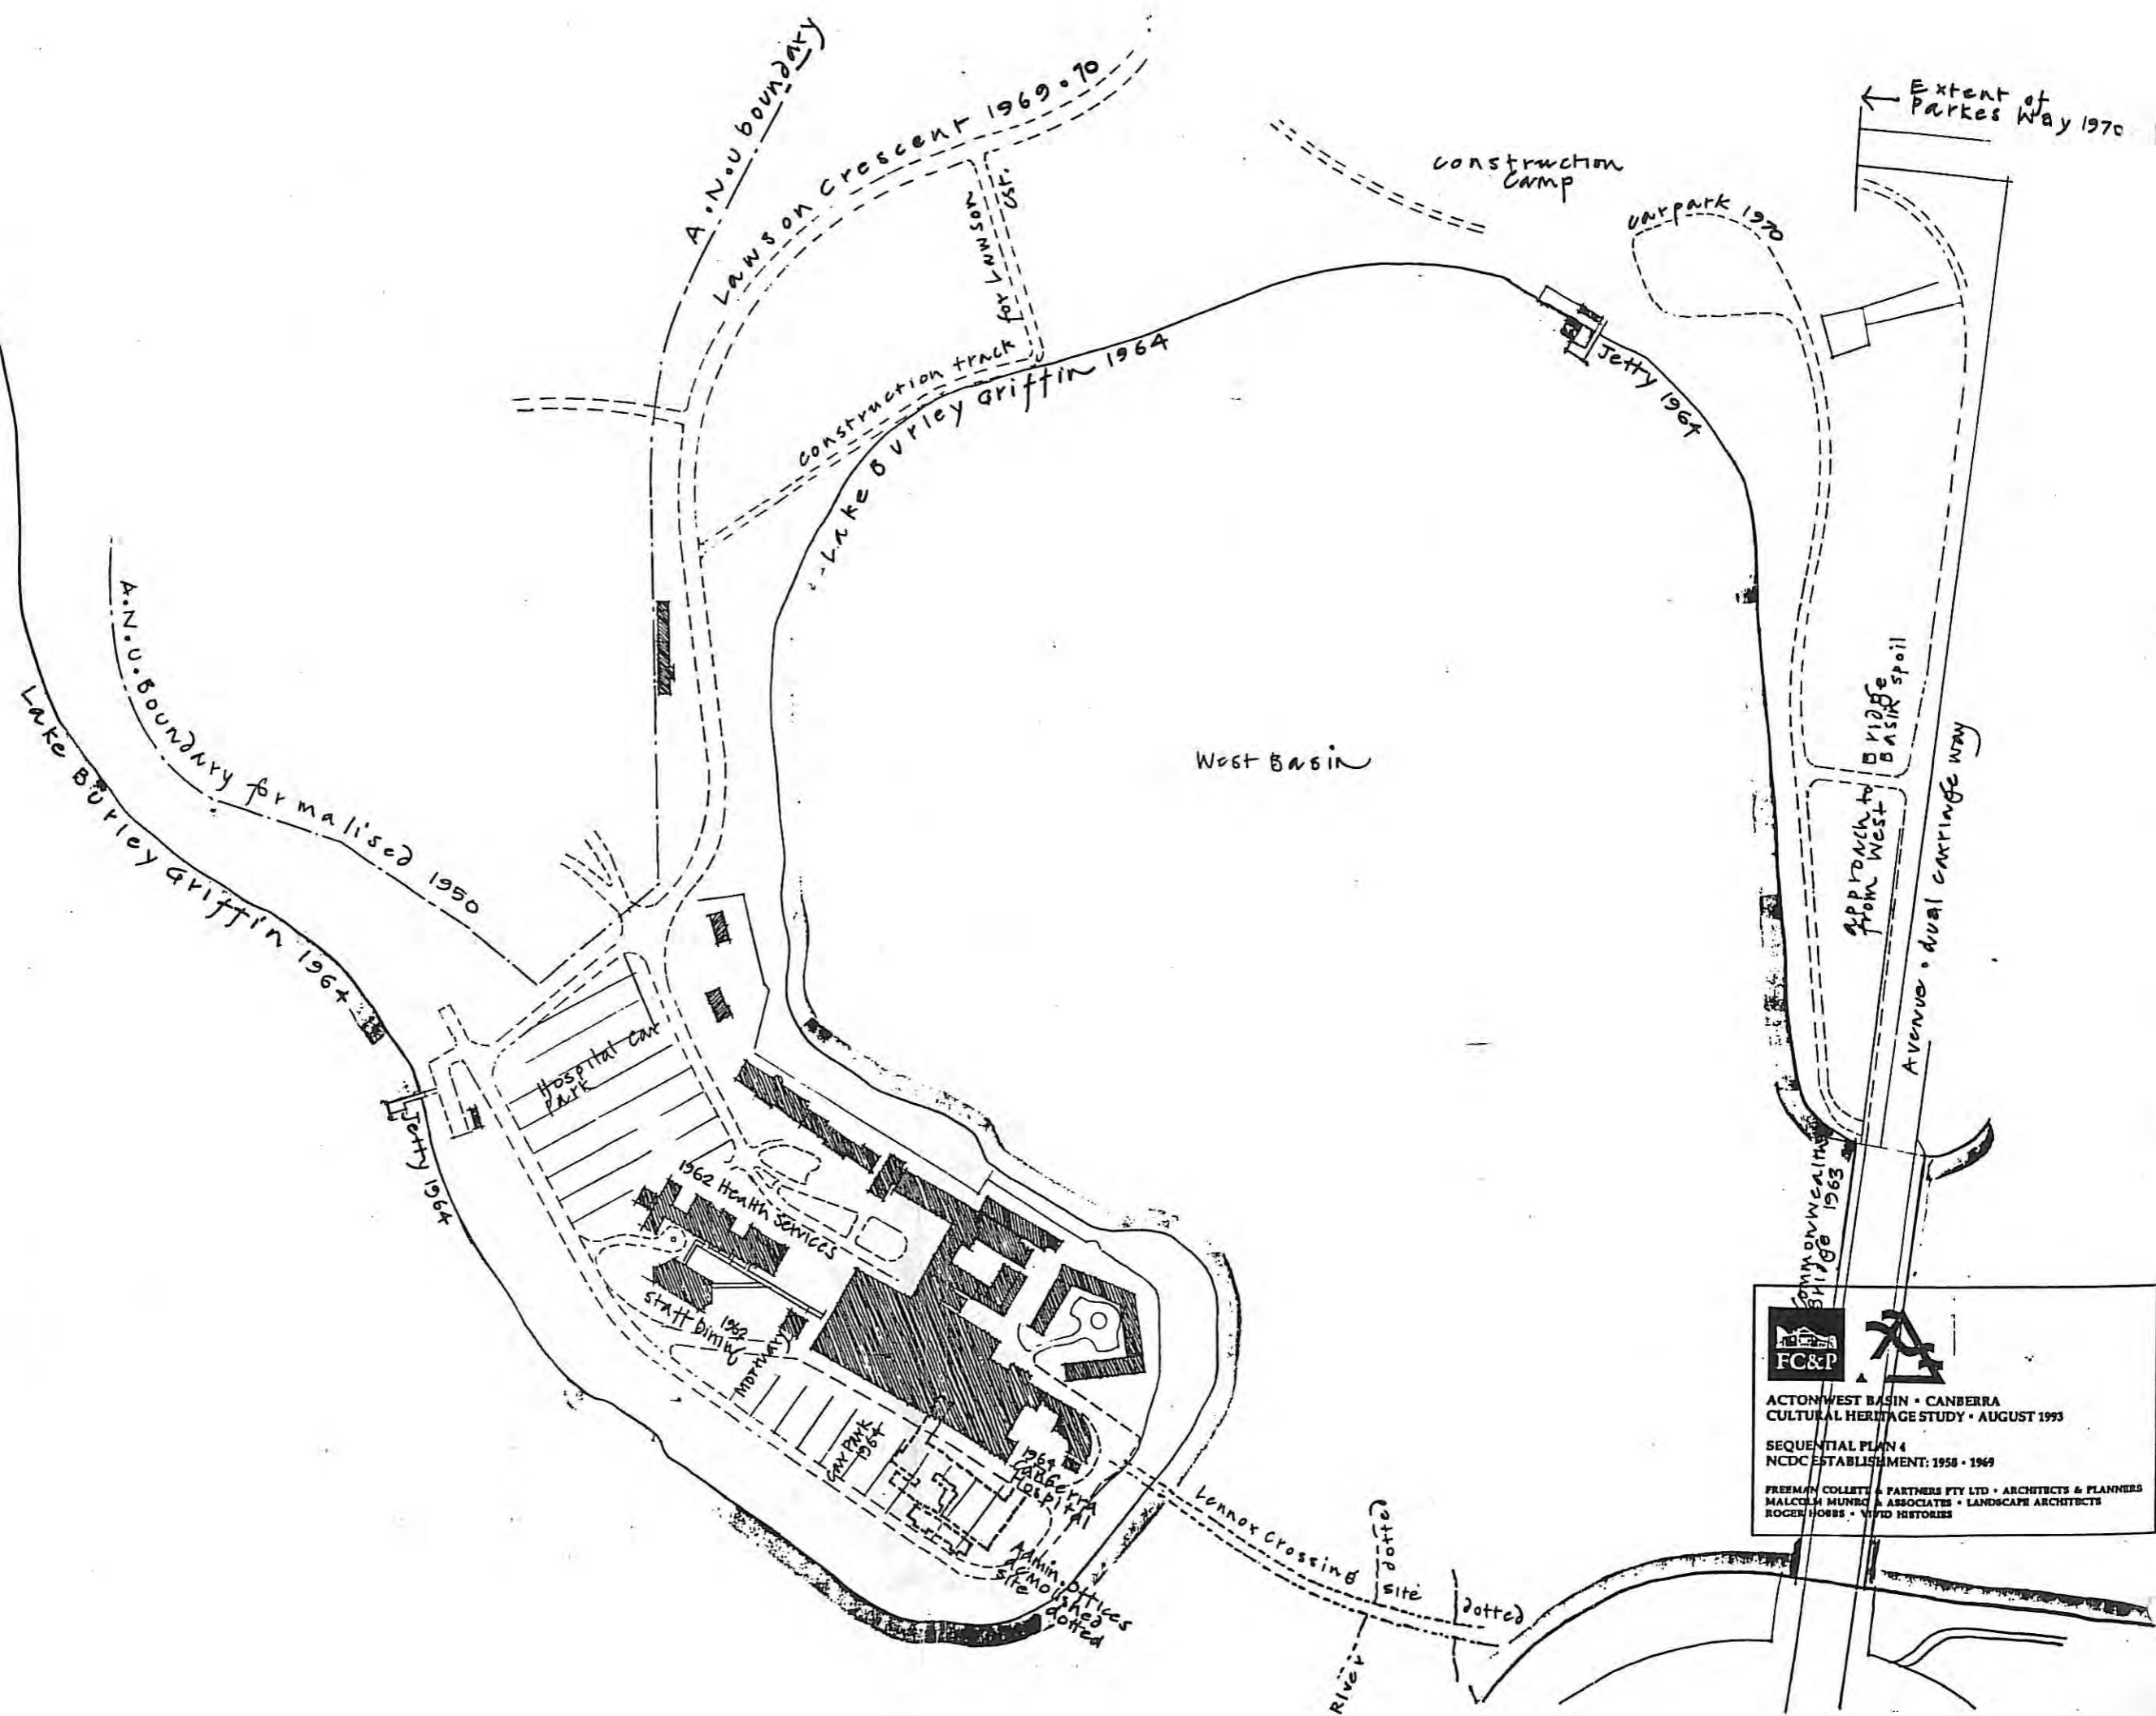 A.N.U boundary
Lawson Crescent 1969.70
← Extent of
Parkes Way 1970
construction
camp
carpark 1970
construction track for Lawson
cst.
Lake Burley Griffin 1964
Jetty 1964
A.N.U. Boundary formalised 1950
Lake Burley Griffin 1964
West Basin
approach to Bridge
from West Basin spoil
Avenue . dual carriage way
Hospital Car
Park
Jetty 1964
1962 Health Services
Staff Dining
1962
Mortuary
Car Park
1964
1964
Canberra
Hospital
Admin. offices
demolished
site dotted
Lennox Crossing
site
dotted
dotted
River
Commonwealth
Bridge 1963
FC&P
ACTON/WEST BASIN • CANBERRA
CULTURAL HERITAGE STUDY • AUGUST 1993
SEQUENTIAL PLAN 4
NCDC ESTABLISHMENT: 1958 • 1969
FREEMAN COLLETT & PARTNERS PTY LTD • ARCHITECTS & PLANNERS
MALCOLM MUNRO & ASSOCIATES • LANDSCAPE ARCHITECTS
ROGER HOBBS • VIVID HISTORIES